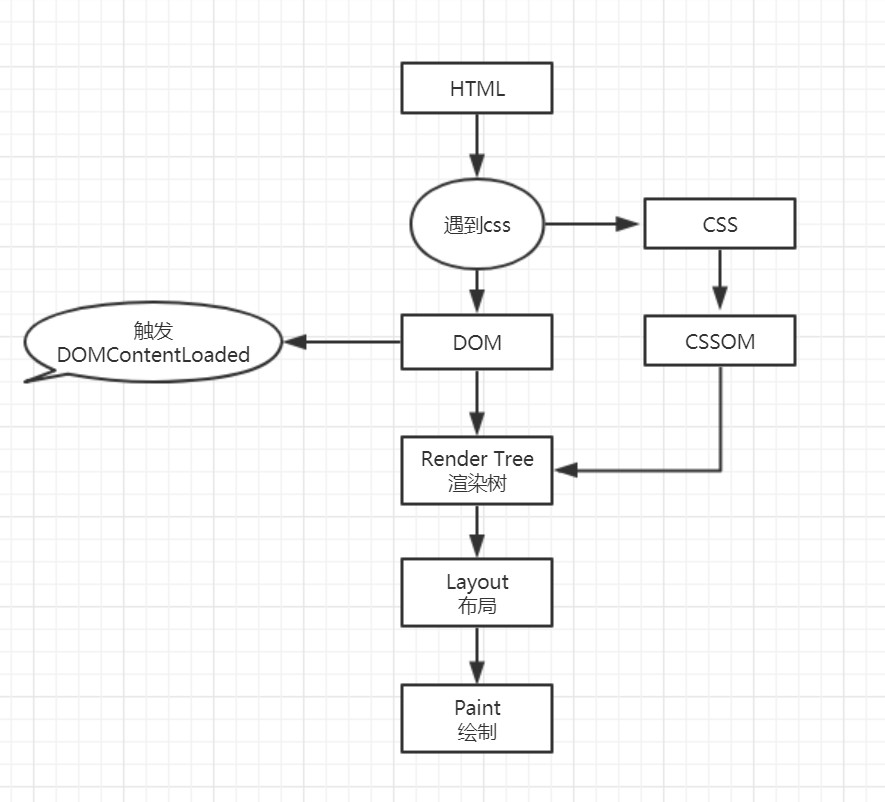 HTML
遇到css
CSS
触发
DOMContentLoaded
DOM
CSSOM
Render Tree
渲染树
Layout
布局
Paint
绘制